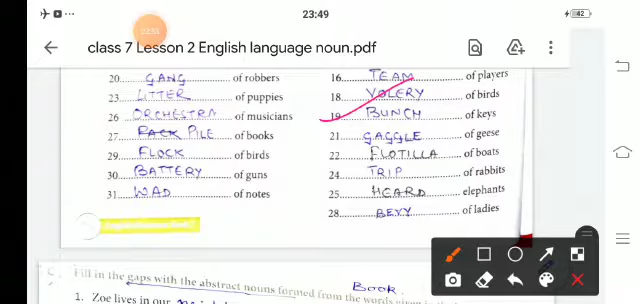 23:49
42
23:51
class 7 Lesson 2 English language noun.pdf
20. GANG of robbers
23. LITTER of puppies
26. ORCHESTRA of musicians
27. PACK PILE of books
29. FLOCK of birds
30. BATTERY of guns
31. WAD of notes
16. TEAM of players
18. VOLERY of birds
19. BUNCH of keys
21. GAGGLE of geese
22. FLOTILLA of boats
24. TRIP of rabbits
25. HEARD elephants
28. BEVY of ladies
Fill in the gaps with the abstract nouns formed from the words given in
Book
1. Zoe lives in our